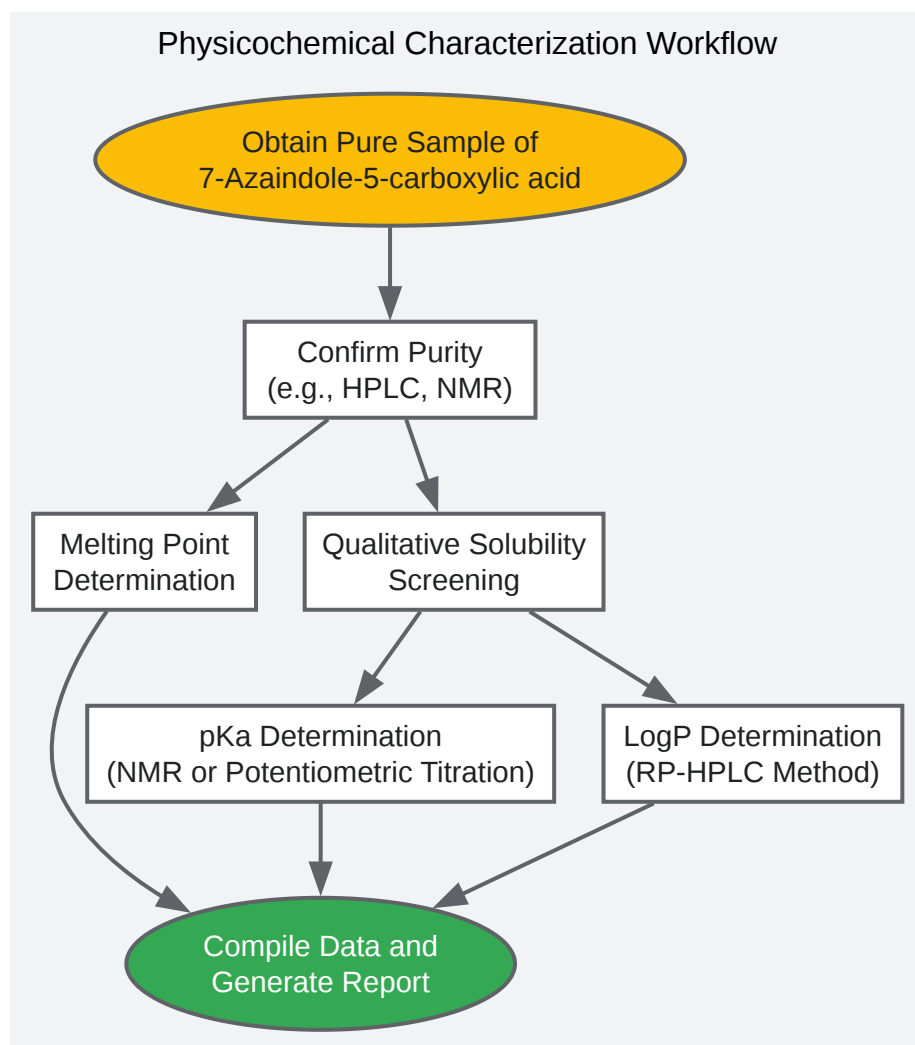 Physicochemical Characterization Workflow
Obtain Pure Sample of
7-Azaindole-5-carboxylic acid
Confirm Purity
(e.g., HPLC, NMR)
Melting Point
Determination
Qualitative Solubility
Screening
pKa Determination
(NMR or Potentiometric Titration)
LogP Determination
(RP-HPLC Method)
Compile Data and
Generate Report